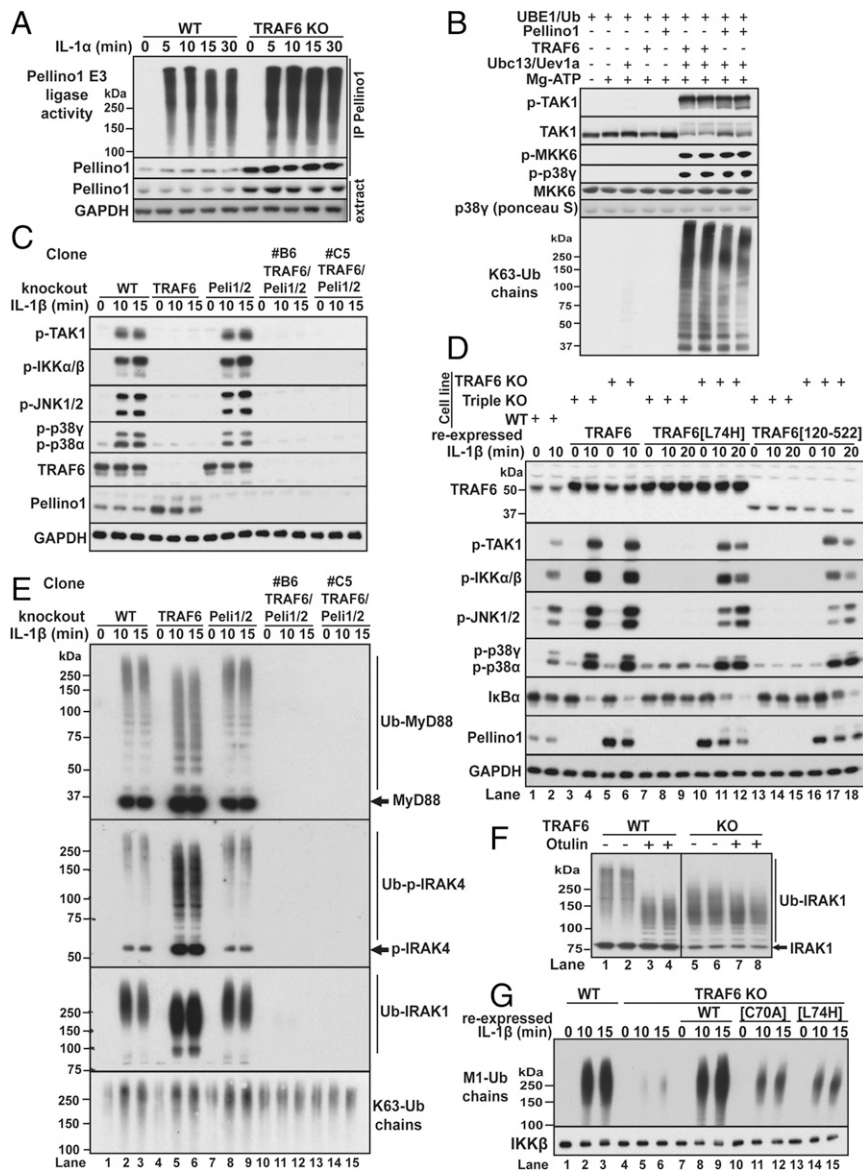 A
WT TRAF6 KO
IL-1α (min) 0 5 10 15 30 0 5 10 15 30
Pellino1 E3
ligase
activity
kDa
250
150
100
IP Pellino1
Pellino1
Pellino1
extract
GAPDH
B
UBE1/Ub + + + + + + + + +
Pellino1 - - - - + - - + +
TRAF6 - - - + - + + - -
Ubc13/Uev1a - - + - - + + + +
Mg-ATP - + + + + + + + +
p-TAK1
TAK1
p-MKK6
p-p38γ
MKK6
p38γ (ponceau S)
kDa
250
150
100
75
50
37
K63-Ub
chains
C
Clone #B6 #C5
TRAF6/ TRAF6/
knockout WT TRAF6 Peli1/2 Peli1/2 Peli1/2
IL-1β (min) 0 10 15 0 10 15 0 10 15 0 10 15 0 10 15
p-TAK1
p-IKKα/β
p-JNK1/2
p-p38γ
p-p38α
TRAF6
Pellino1
GAPDH
D
Cell line
TRAF6 KO + + + + + + + +
Triple KO + + + + + + + +
WT + +
re-expressed TRAF6 TRAF6[L74H] TRAF6[120-522]
IL-1β (min) 0 10 0 10 0 10 0 10 20 0 10 20 0 10 20 0 10 20
kDa
TRAF6 50
37
p-TAK1
p-IKKα/β
p-JNK1/2
p-p38γ
p-p38α
IκBα
Pellino1
GAPDH
Lane 1 2 3 4 5 6 7 8 9 10 11 12 13 14 15 16 17 18
E
Clone #B6 #C5
TRAF6/ TRAF6/
knockout WT TRAF6 Peli1/2 Peli1/2 Peli1/2
IL-1β (min) 0 10 15 0 10 15 0 10 15 0 10 15 0 10 15
kDa
250
150
100
75
50
37
Ub-MyD88
MyD88
250
150
100
75
50
Ub-p-IRAK4
p-IRAK4
250
150
100
75
Ub-IRAK1
250
150
100
K63-Ub
chains
Lane 1 2 3 4 5 6 7 8 9 10 11 12 13 14 15
F
TRAF6 WT KO
Otulin - - + + - - + +
kDa
250
150
100
75
Ub-IRAK1
IRAK1
Lane 1 2 3 4 5 6 7 8
G
WT TRAF6 KO
re-expressed WT [C70A] [L74H]
IL-1β (min) 0 10 15 0 10 15 0 10 15 0 10 15 0 10 15
M1-Ub
chains
kDa
250
150
100
IKKβ
Lane 1 2 3 4 5 6 7 8 9 10 11 12 13 14 15